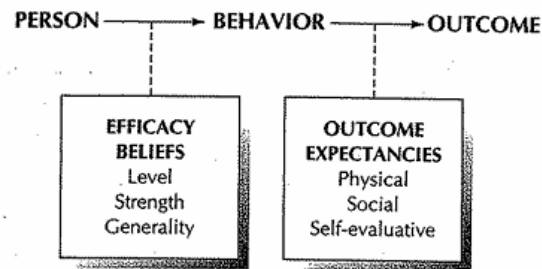 PERSON BEHAVIOR OUTCOME
EFFICACY
BELIEFS
Level
Strength
Generality
OUTCOME
EXPECTANCIES
Physical
Social
Self-evaluative